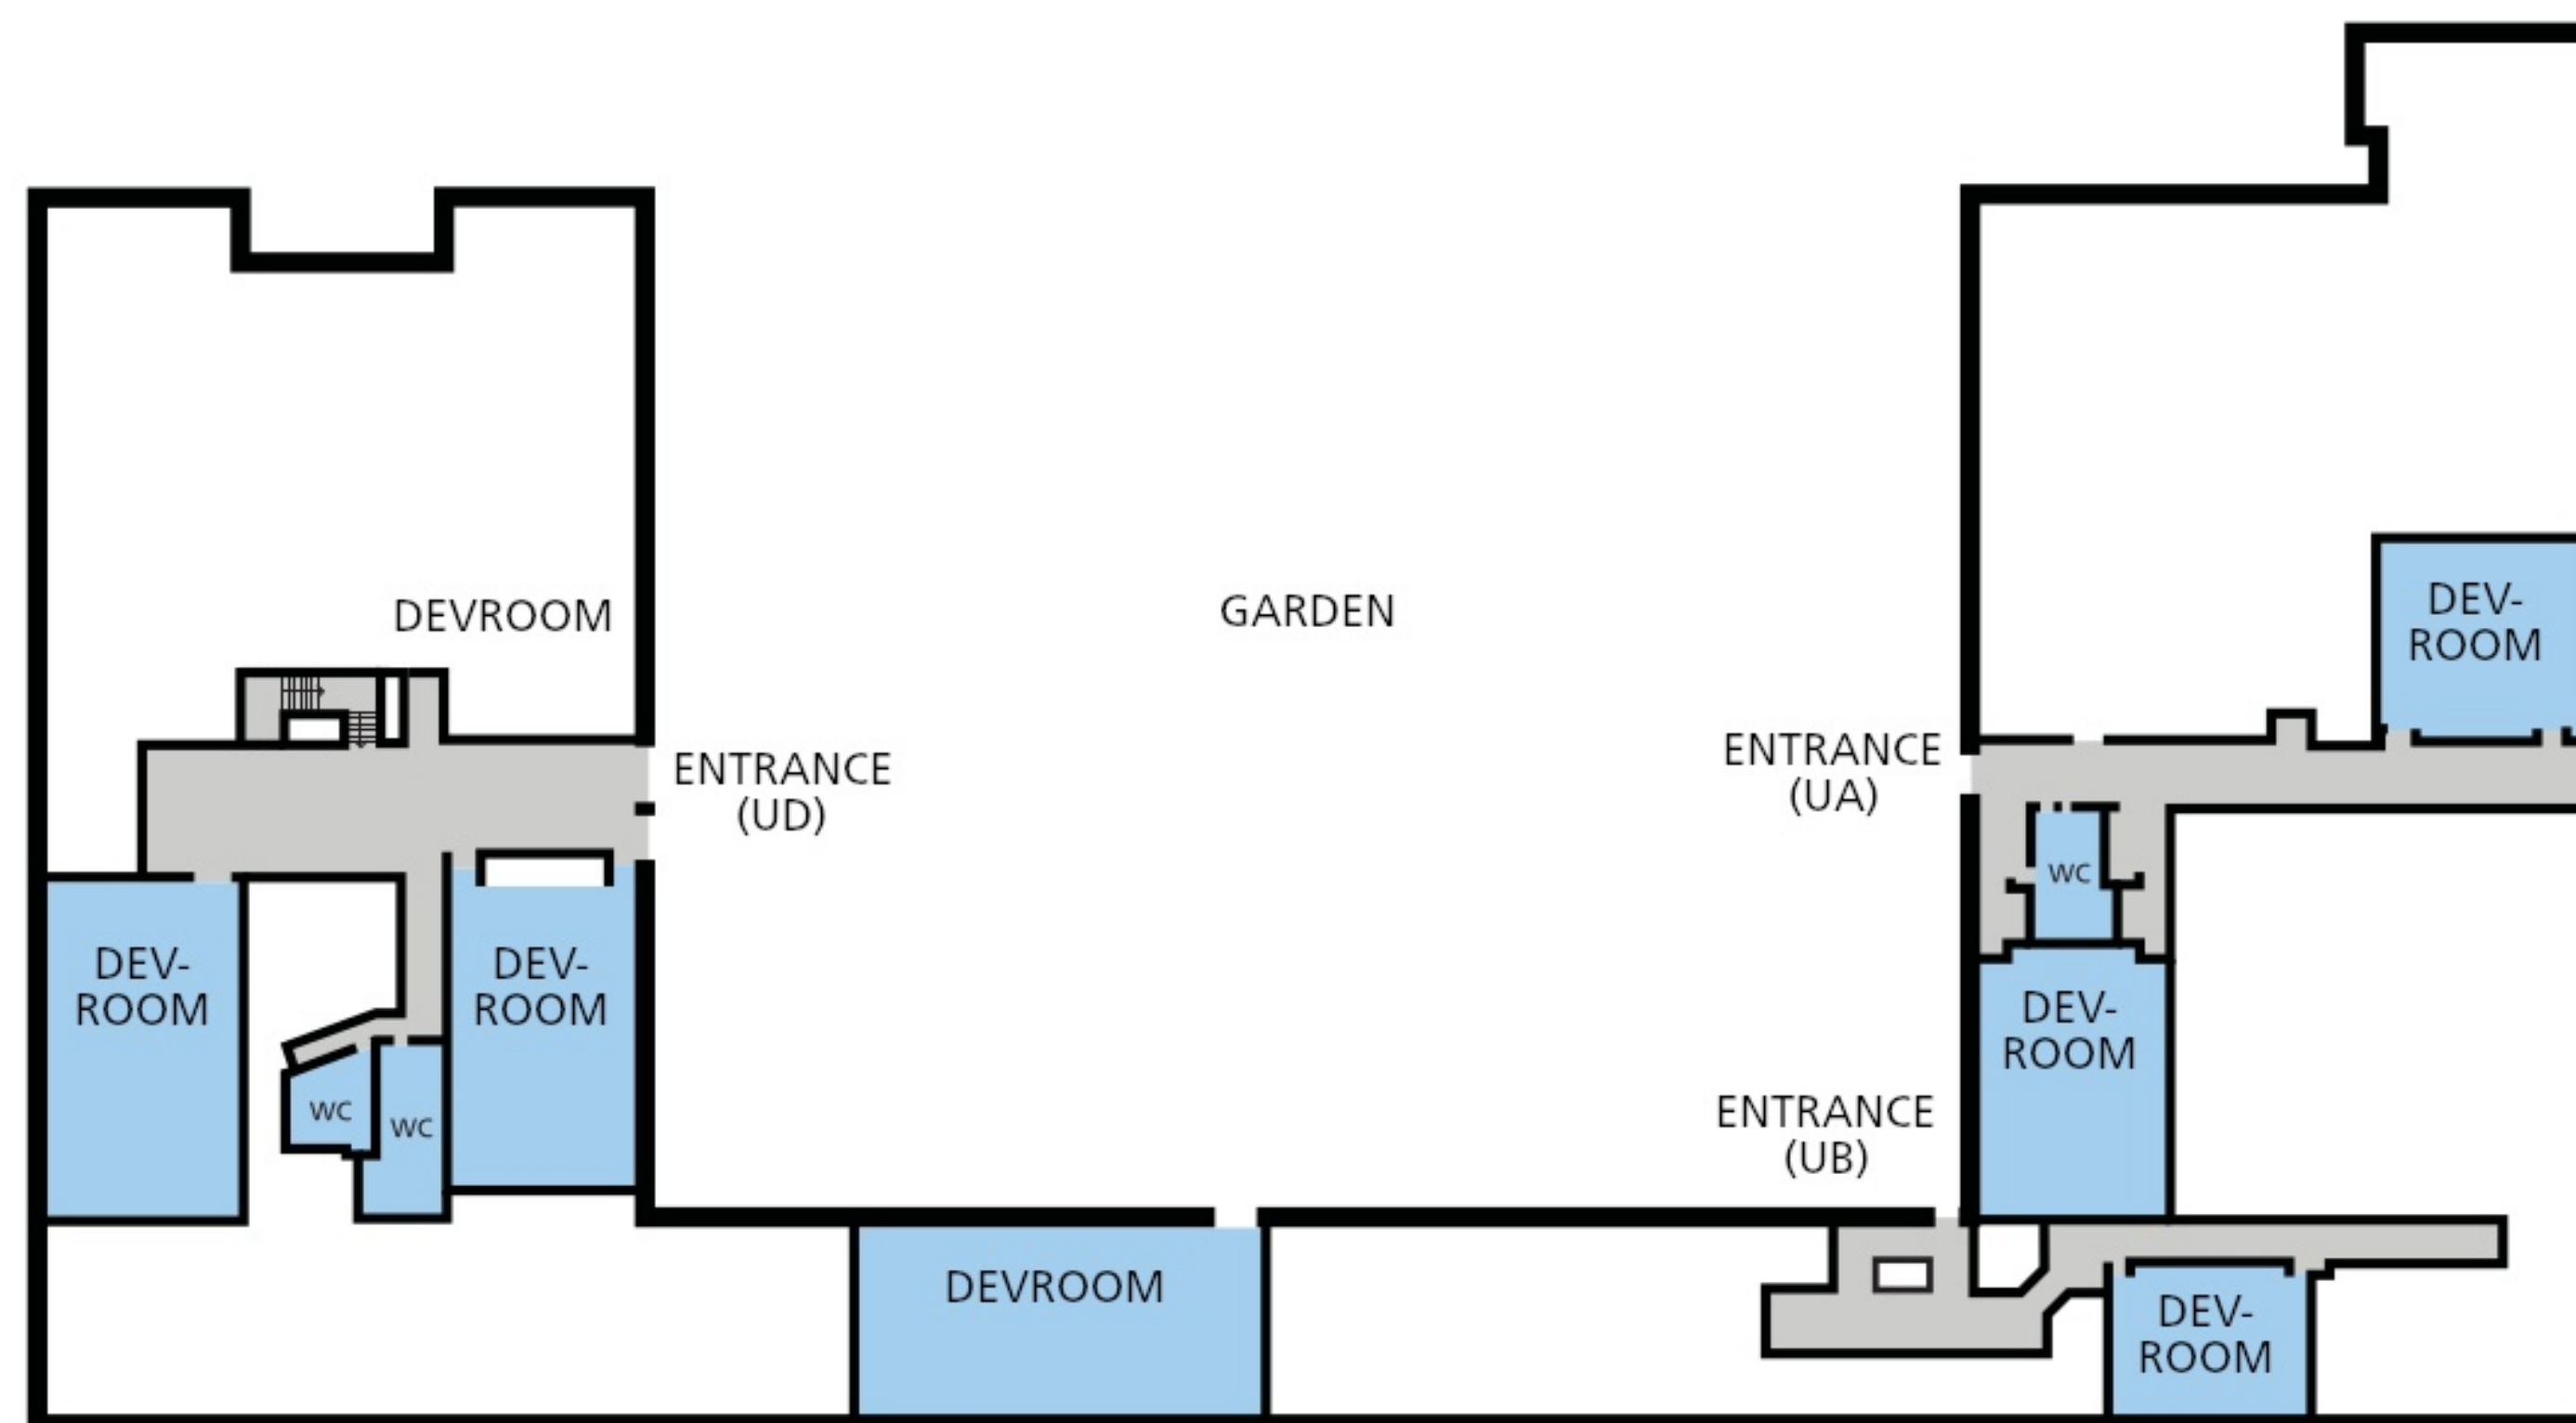 DEV-
ROOM
DEVROOM
GARDEN
ENTRANCE
(UA)
ENTRANCE
(UD)
WC
DEV-
ROOM
DEV-
ROOM
DEV-
ROOM
WC
WC
ENTRANCE
(UB)
DEVROOM
DEV-
ROOM